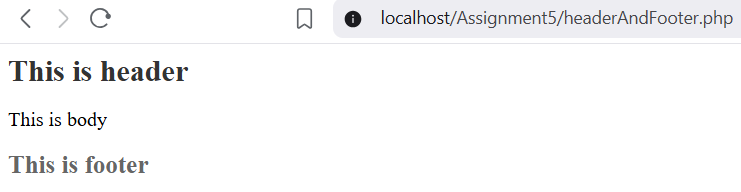 localhost/Assignment5/headerAndFooter.php
This is header
This is body
This is footer